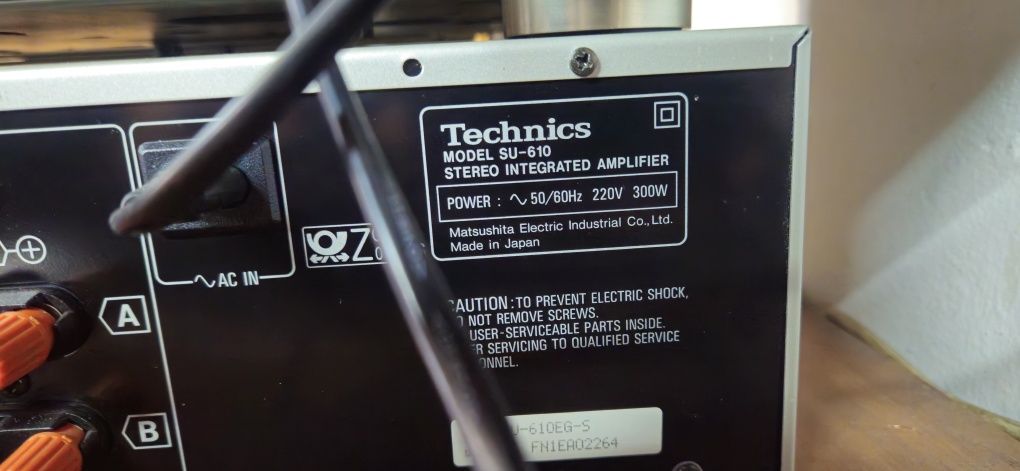 Technics
MODEL SU-610
STEREO INTEGRATED AMPLIFIER
POWER : ∿ 50/60Hz 220V 300W
Matsushita Electric Industrial Co., Ltd.
Made in Japan
∿ AC IN
Z
A
B
CAUTION : TO PREVENT ELECTRIC SHOCK,
NOT REMOVE SCREWS.
USER-SERVICEABLE PARTS INSIDE.
SERVICING TO QUALIFIED SERVICE
U-610EG-S
FN1EA02264